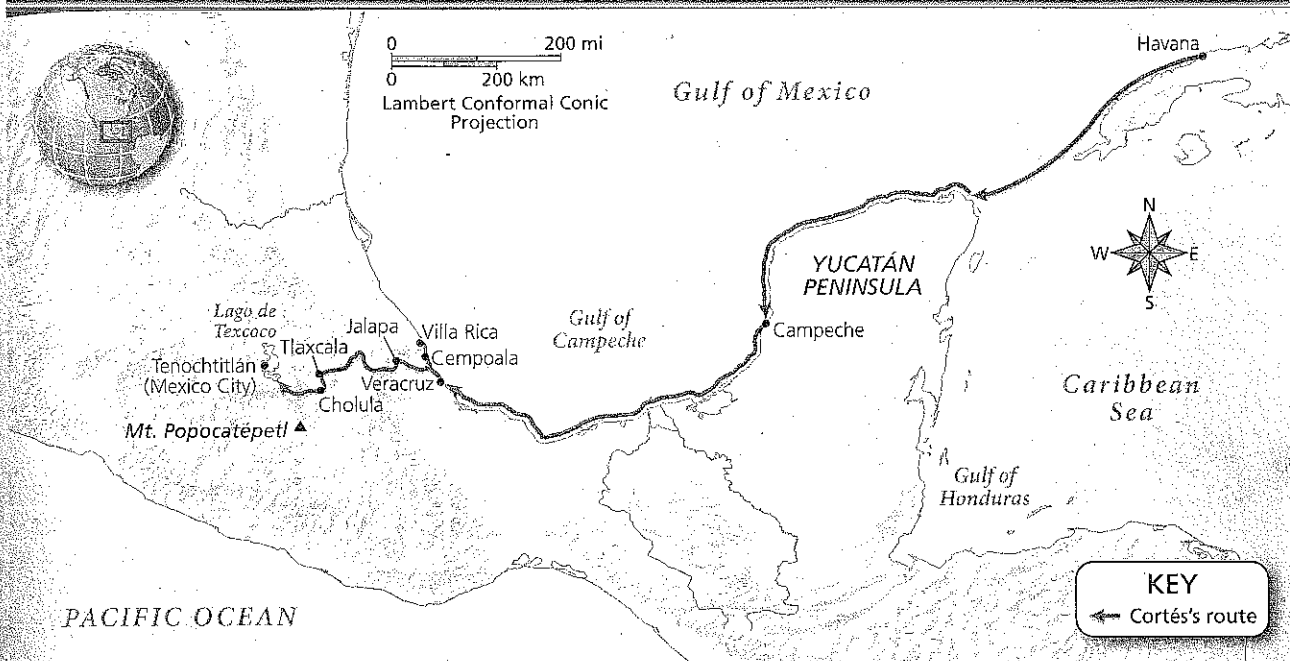 0 200 mi
0 200 km
Lambert Conformal Conic
Projection
Gulf of Mexico
Havana
N
W E
S
YUCATÁN
PENINSULA
Lago de
Texcoco
Jalapa
Villa Rica
Gulf of
Campeche
Campeche
Tlaxcala
Cempoala
Tenochtitlán
(Mexico City)
Veracruz
Cholula
Caribbean
Sea
Mt. Popocatépetl
Gulf of
Honduras
PACIFIC OCEAN
KEY
Cortés's route